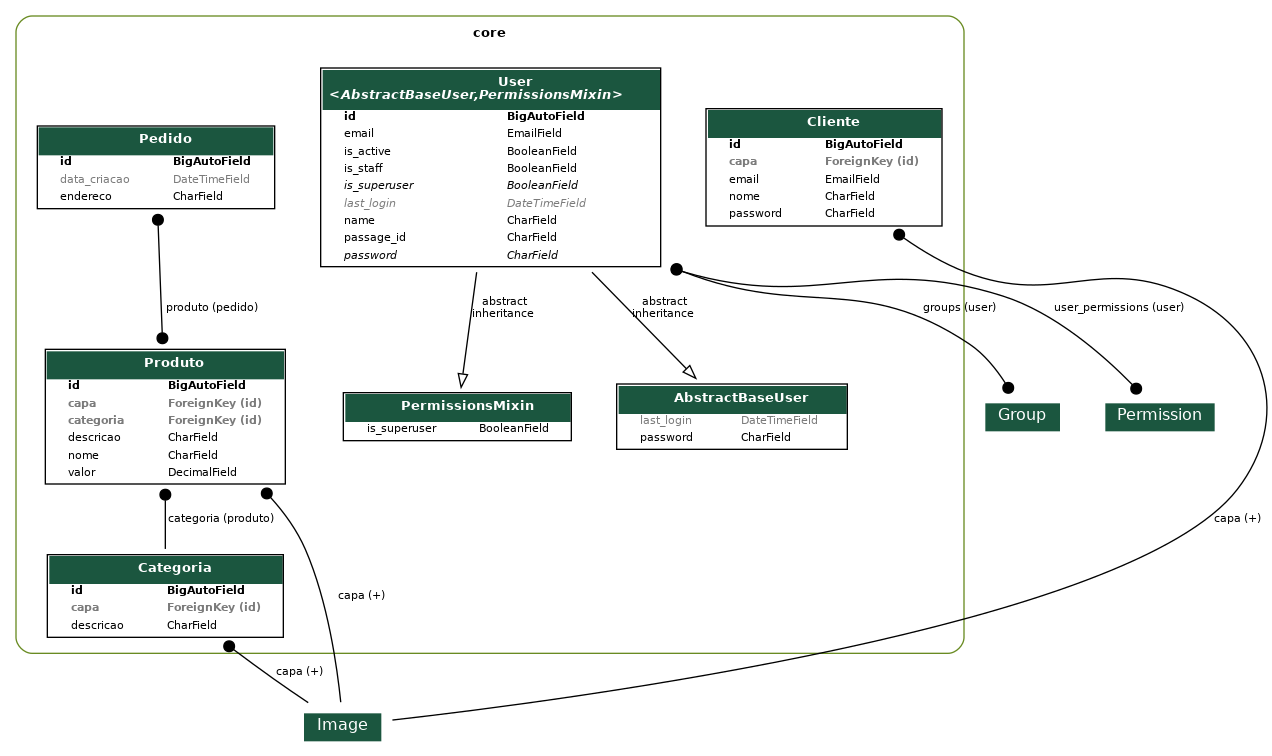 core
User
<AbstractBaseUser,PermissionsMixin>
id BigAutoField
email EmailField
is_active BooleanField
is_staff BooleanField
is_superuser BooleanField
last_login DateTimeField
name CharField
passage_id CharField
password CharField
Cliente
id BigAutoField
capa ForeignKey (id)
email EmailField
nome CharField
password CharField
Pedido
id BigAutoField
data_criacao DateTimeField
endereco CharField
produto (pedido)
abstract
inheritance
abstract
inheritance
groups (user)
user_permissions (user)
Produto
id BigAutoField
capa ForeignKey (id)
categoria ForeignKey (id)
descricao CharField
nome CharField
valor DecimalField
PermissionsMixin
is_superuser BooleanField
AbstractBaseUser
last_login DateTimeField
password CharField
Group
Permission
categoria (produto)
capa (+)
Categoria
id BigAutoField
capa ForeignKey (id)
descricao CharField
capa (+)
capa (+)
Image